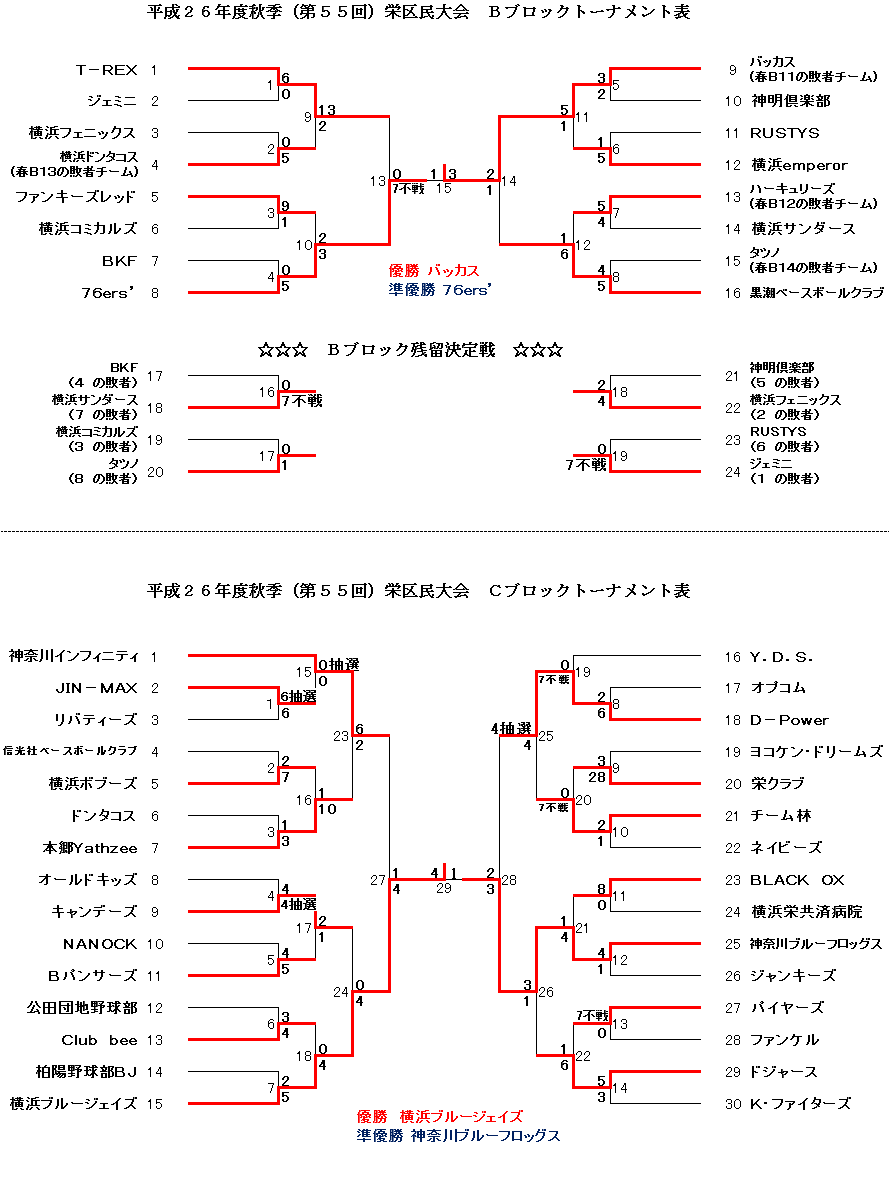 平成２６年度秋季（第５５回）栄区民大会　Ｂブロックトーナメント表
Ｔ－ＲＥＸ 1
ジェミニ 2
横浜フェニックス 3
横浜ドンタコス
（春B13の敗者チーム） 4
ファンキーズレッド 5
横浜コミカルズ 6
ＢＫＦ 7
76ers’ 8
1 6 0
2 0 5
3 9 1
4 0 5
9 13 2
10 2 3
13 0 7不戦
1 3
15
2 1 14
5 1 11
1 6 12
3 2 5
1 5 6
5 4 7
4 5 8
9 バッカス
（春B11の敗者チーム）
10 神明倶楽部
11 ＲＵＳＴＹＳ
12 横浜emperor
13 ハーキュリーズ
（春B12の敗者チーム）
14 横浜サンダース
15 タツノ
（春B14の敗者チーム）
16 黒潮ベースボールクラブ
優勝 バッカス
準優勝 76ers’
☆☆☆　Ｂブロック残留決定戦　☆☆☆
ＢＫＦ
（4 の敗者） 17
横浜サンダース
（7 の敗者） 18
横浜コミカルズ
（3 の敗者） 19
タツノ
（8 の敗者） 20
16 0 7不戦
17 0 1
2 4 18
0 7不戦 19
21 神明倶楽部
（5 の敗者）
22 横浜フェニックス
（2 の敗者）
23 ＲＵＳＴＹＳ
（6 の敗者）
24 ジェミニ
（1 の敗者）
平成２６年度秋季（第５５回）栄区民大会　Ｃブロックトーナメント表
神奈川インフィニティ 1
ＪＩＮ－ＭＡＸ 2
リバティーズ 3
信光社ベースボールクラブ 4
横浜ボブーズ 5
ドンタコス 6
本郷Yathzee 7
オールドキッズ 8
キャンデーズ 9
ＮＡＮＯＣＫ 10
Ｂパンサーズ 11
公田団地野球部 12
Club　bee 13
柏陽野球部ＢＪ 14
横浜ブルージェイズ 15
15 0抽選 0
1 6抽選 6
2 2 7
16 1 10
3 1 3
4 4 4抽選
17 2 1
5 4 5
6 3 4
18 0 4
7 2 5
23 6 2
24 0 4
27 1 4
4 1
29
2 3 28
4抽選 4 25
3 1 26
0 7不戦 19
2 6 8
3 28 9
0 7不戦 20
2 1 10
8 0 11
1 4 21
4 1 12
7不戦 0 13
1 6 22
5 3 14
16 Ｙ．Ｄ．Ｓ．
17 オプコム
18 Ｄ－Power
19 ヨコケン・ドリームズ
20 栄クラブ
21 チーム林
22 ネイビーズ
23 ＢＬＡＣＫ　ＯＸ
24 横浜栄共済病院
25 神奈川ブルーフロッグス
26 ジャンキーズ
27 バイヤーズ
28 ファンケル
29 ドジャース
30 Ｋ・ファイターズ
優勝　横浜ブルージェイズ
準優勝 神奈川ブルーフロッグス